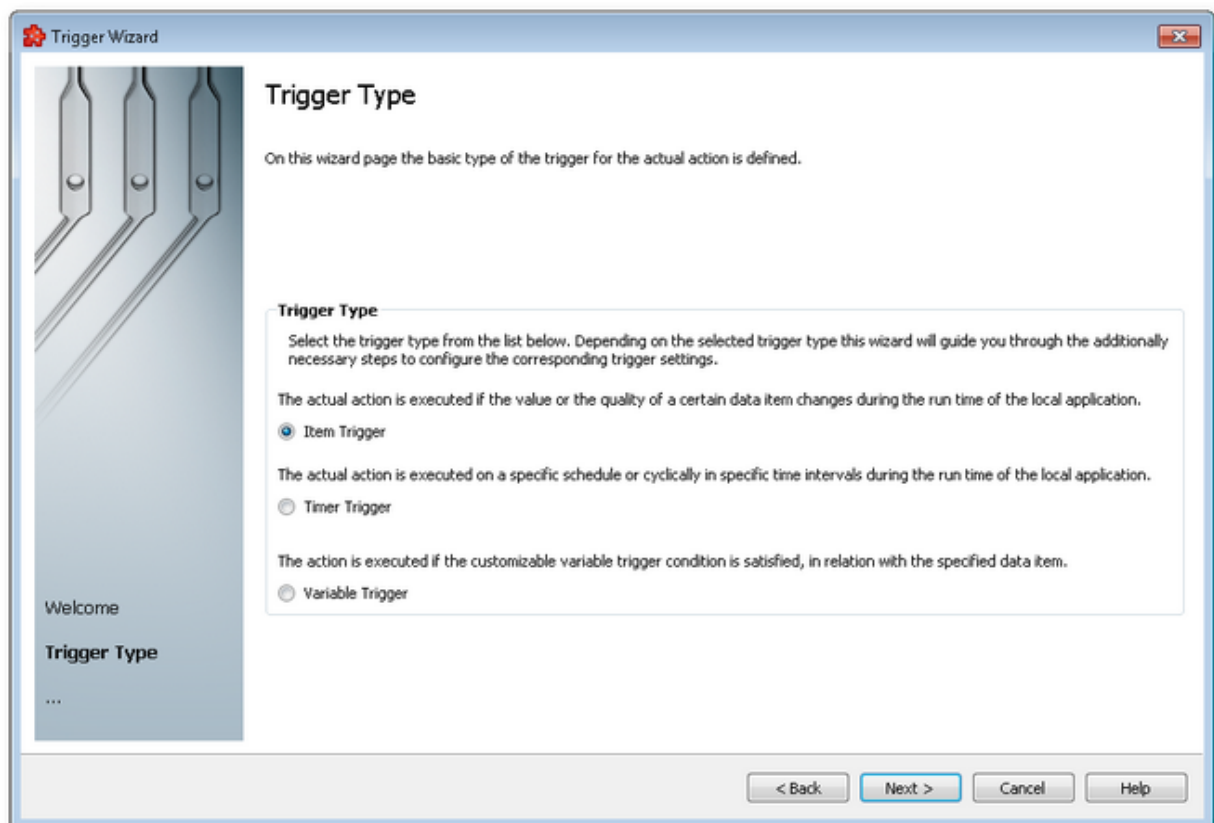 Trigger Wizard
Trigger Type
On this wizard page the basic type of the trigger for the actual action is defined.
Trigger Type
Select the trigger type from the list below. Depending on the selected trigger type this wizard will guide you through the additionally
necessary steps to configure the corresponding trigger settings.
The actual action is executed if the value or the quality of a certain data item changes during the run time of the local application.
Item Trigger
The actual action is executed on a specific schedule or cyclically in specific time intervals during the run time of the local application.
Timer Trigger
The action is executed if the customizable variable trigger condition is satisfied, in relation with the specified data item.
Variable Trigger
Welcome
Trigger Type
...
< Back
Next >
Cancel
Help